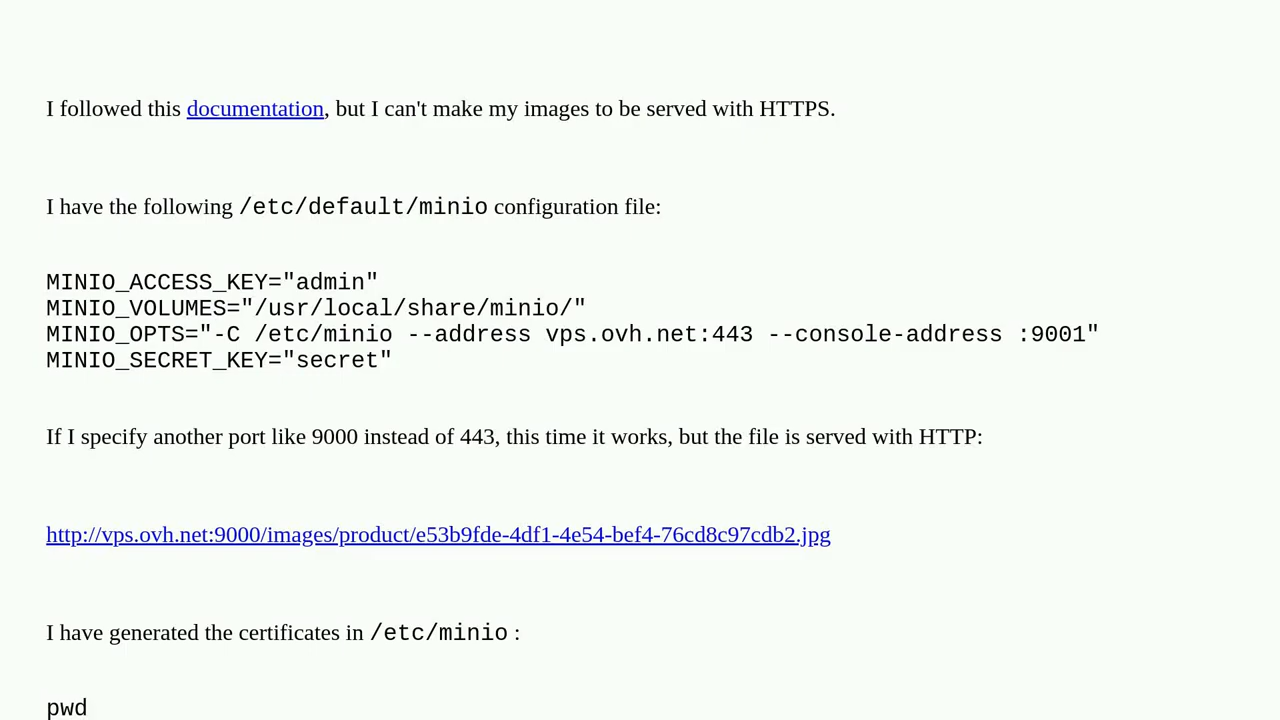 I followed this documentation, but I can't make my images to be served with HTTPS.
I have the following /etc/default/minio configuration file:
MINIO_ACCESS_KEY="admin"
MINIO_VOLUMES="/usr/local/share/minio/"
MINIO_OPTS="-C /etc/minio --address vps.ovh.net:443 --console-address :9001"
MINIO_SECRET_KEY="secret"
If I specify another port like 9000 instead of 443, this time it works, but the file is served with HTTP:
http://vps.ovh.net:9000/images/product/e53b9fde-4df1-4e54-bef4-76cd8c97cdb2.jpg
I have generated the certificates in /etc/minio :
pwd